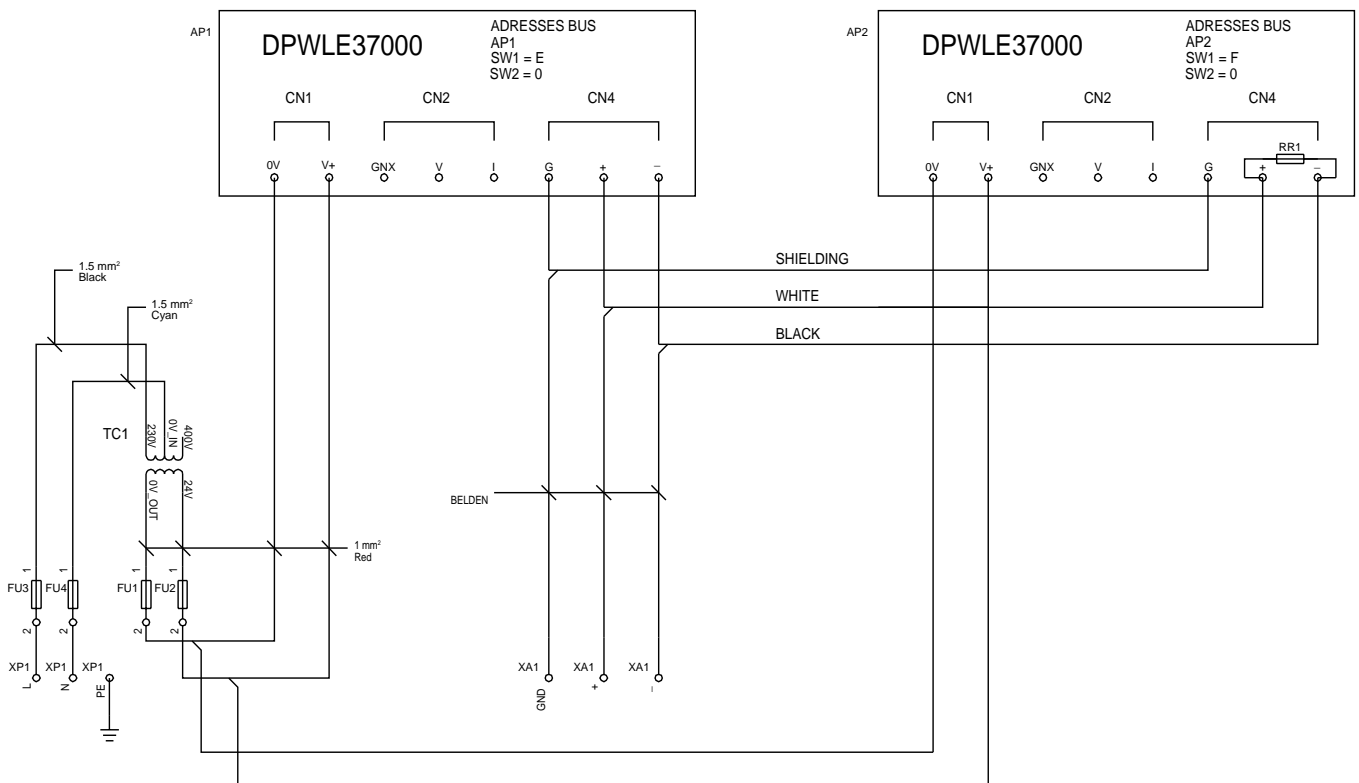 AP1
DPWLE37000
ADRESSES BUS
AP1
SW1 = E
SW2 = 0
CN1
CN2
CN4
0V
V+
GNX
V
I
G
+
−
AP2
DPWLE37000
ADRESSES BUS
AP2
SW1 = F
SW2 = 0
CN1
CN2
CN4
RR1
0V
V+
GNX
V
I
G
+
−
SHIELDING
WHITE
BLACK
1.5 mm²
Black
1.5 mm²
Cyan
TC1
230V
0V_IN
400V
0V_OUT
24V
BELDEN
1 mm²
Red
1
1
1
1
FU3
FU4
FU1
FU2
2
2
2
2
XP1
XP1
XP1
L
N
PE
XA1
XA1
XA1
GND
+
−